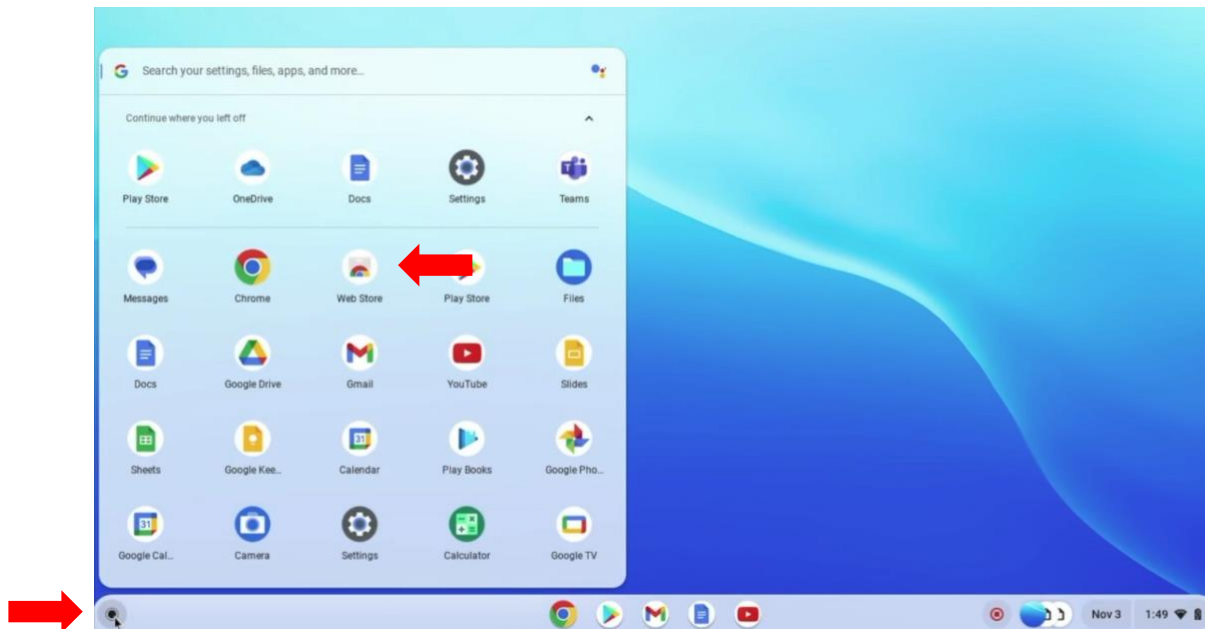 Search your settings, files, apps, and more...
Continue where you left off
Play Store OneDrive Docs Settings Teams
Messages Chrome Web Store Play Store Files
Docs Google Drive Gmail YouTube Slides
31
Sheets Google Kee... Calendar Play Books Google Pho...
31
Google Cal... Camera Settings Calculator Google TV
Nov 3 1:49